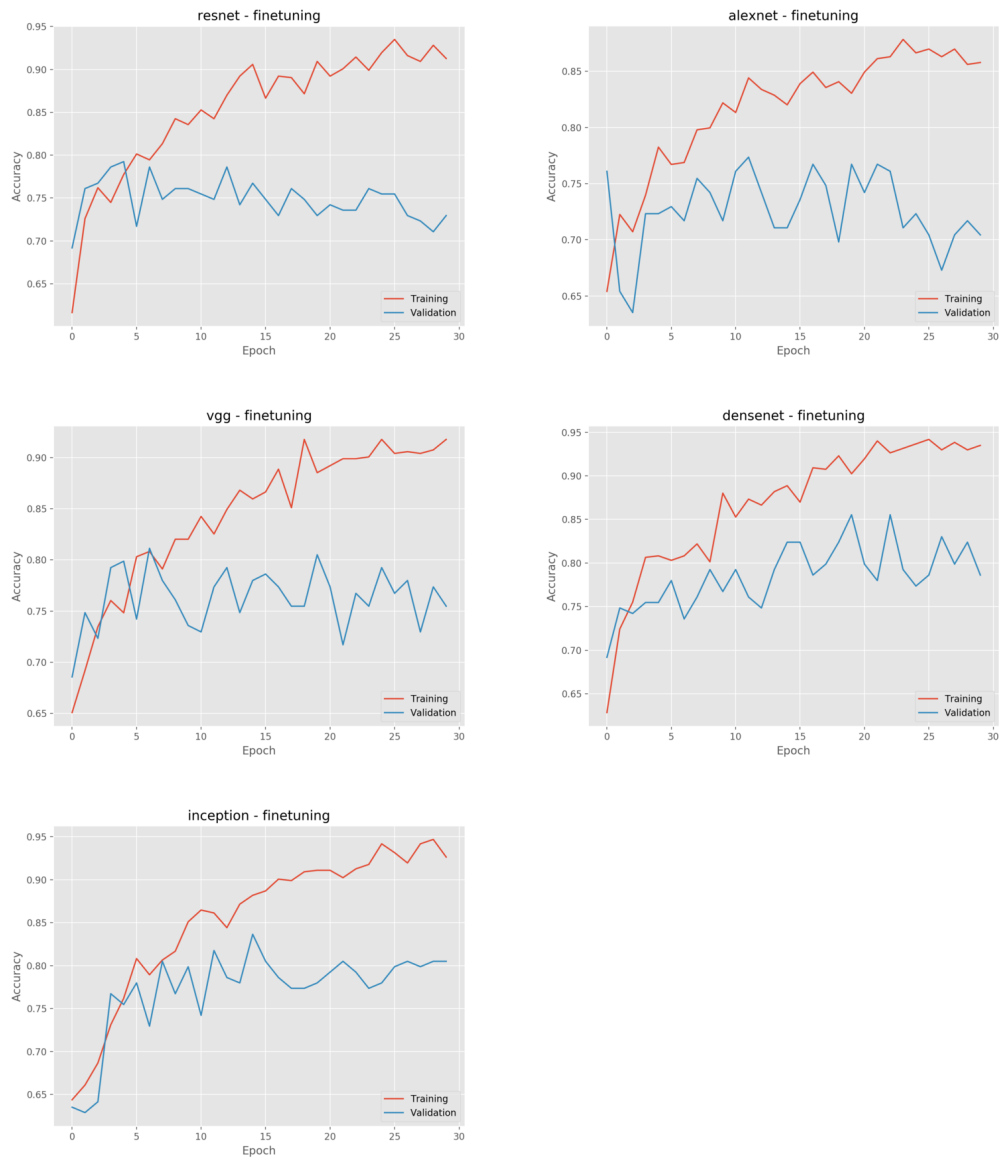 resnet - finetuning
0.95
0.90
0.85
0.80
0.75
0.70
0.65
Accuracy
0 5 10 15 20 25 30
Epoch
Training
Validation
alexnet - finetuning
0.85
0.80
0.75
0.70
0.65
Accuracy
0 5 10 15 20 25 30
Epoch
Training
Validation
vgg - finetuning
0.90
0.85
0.80
0.75
0.70
0.65
Accuracy
0 5 10 15 20 25 30
Epoch
Training
Validation
densenet - finetuning
0.95
0.90
0.85
0.80
0.75
0.70
0.65
Accuracy
0 5 10 15 20 25 30
Epoch
Training
Validation
inception - finetuning
0.95
0.90
0.85
0.80
0.75
0.70
0.65
Accuracy
0 5 10 15 20 25 30
Epoch
Training
Validation